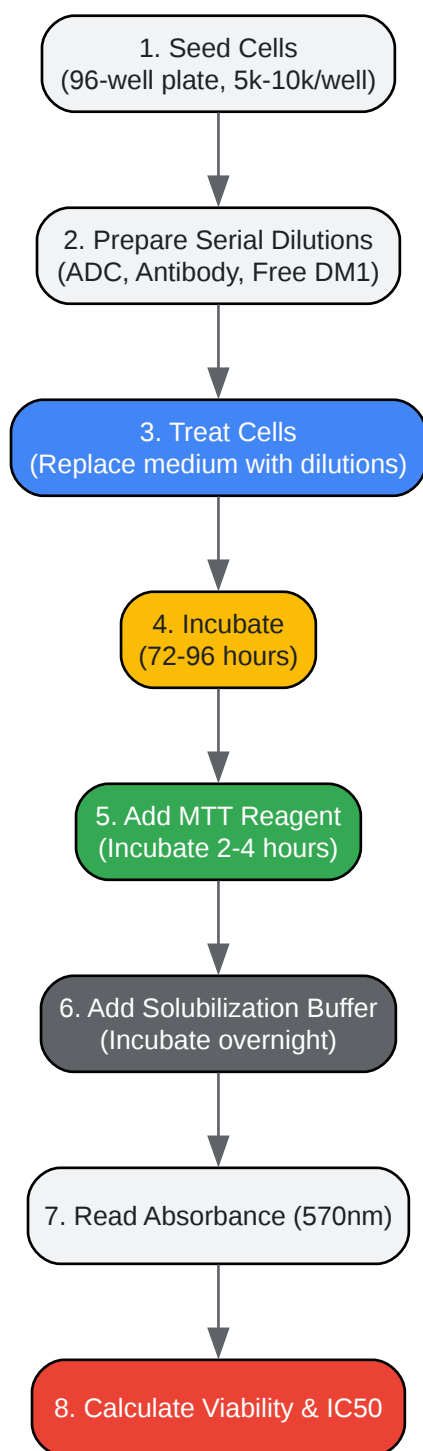 1. Seed Cells
(96-well plate, 5k-10k/well)
2. Prepare Serial Dilutions
(ADC, Antibody, Free DM1)
3. Treat Cells
(Replace medium with dilutions)
4. Incubate
(72-96 hours)
5. Add MTT Reagent
(Incubate 2-4 hours)
6. Add Solubilization Buffer
(Incubate overnight)
7. Read Absorbance (570nm)
8. Calculate Viability & IC50